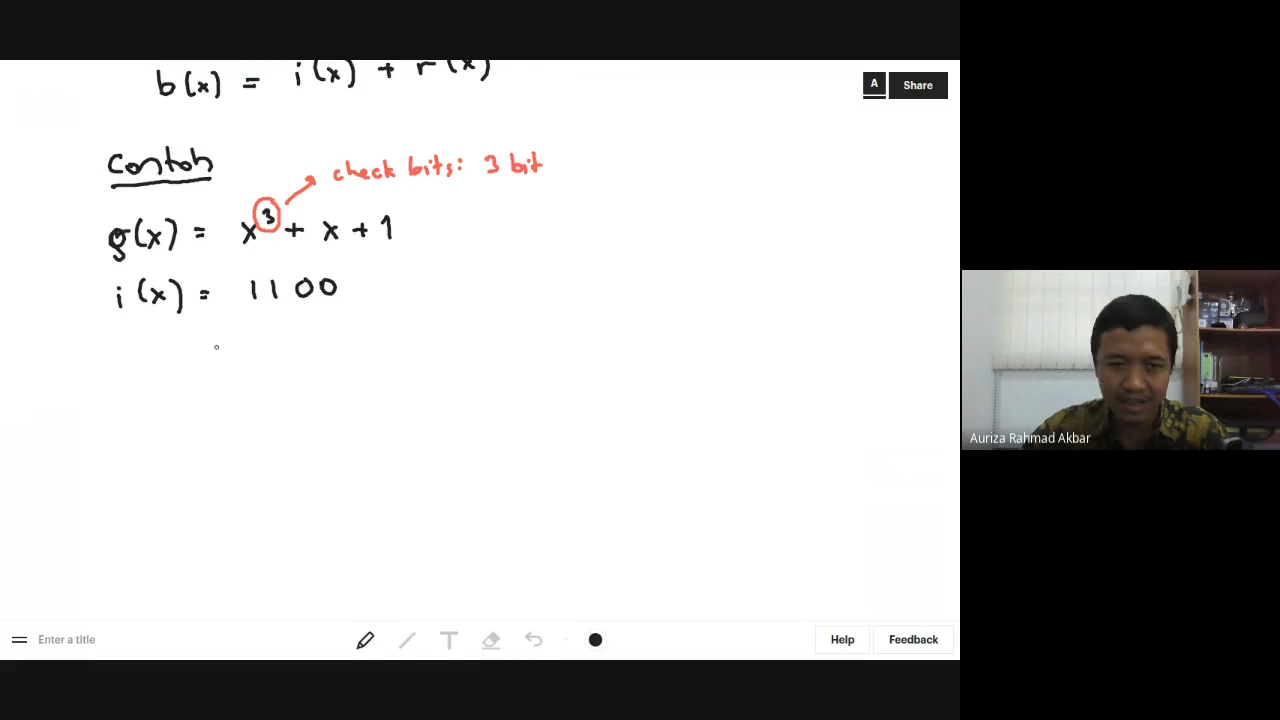 b(x) = i(x) + r(x)
A Share
Contoh
check bits: 3 bit
g(x) = x³ + x + 1
i(x) = 1100
Auriza Rahmad Akbar
Enter a title
T
Help
Feedback